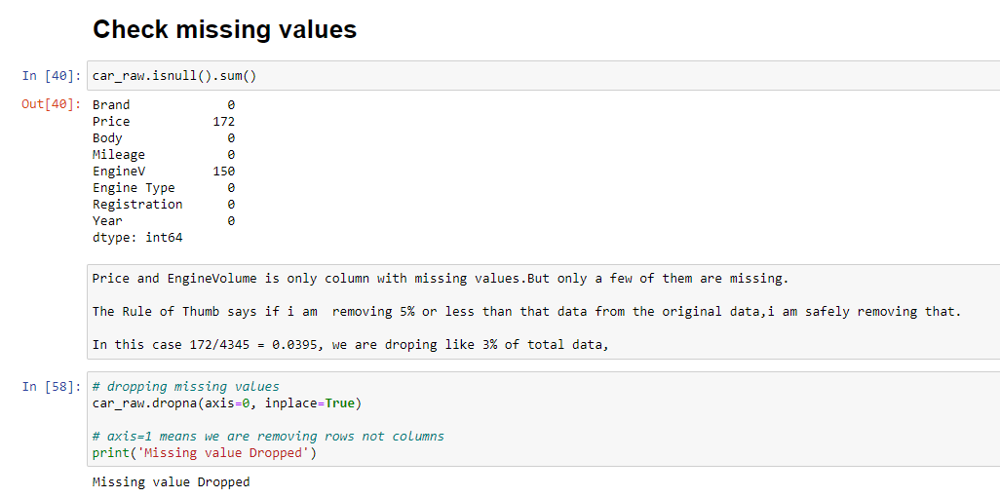 Check missing values
In [40]: car_raw.isnull().sum()
Out[40]: Brand 0
Price 172
Body 0
Mileage 0
EngineV 150
Engine Type 0
Registration 0
Year 0
dtype: int64
Price and EngineVolume is only column with missing values.But only a few of them are missing.
The Rule of Thumb says if i am  removing 5% or less than that data from the original data,i am safely removing that.
In this case 172/4345 = 0.0395, we are droping like 3% of total data,
In [58]: # dropping missing values
car_raw.dropna(axis=0, inplace=True)
# axis=1 means we are removing rows not columns
print('Missing value Dropped')
Missing value Dropped